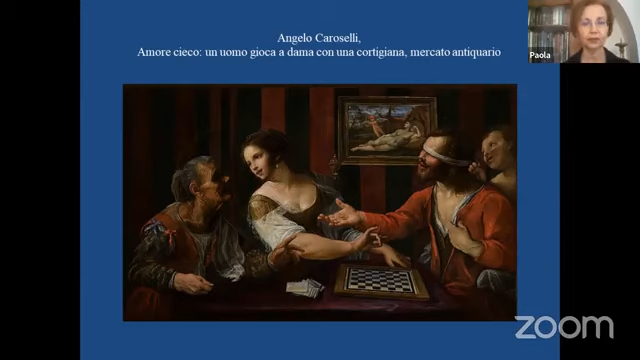 Angelo Caroselli,
Amore cieco: un uomo gioca a dama con una cortigiana, mercato antiquario
Paola
zoom